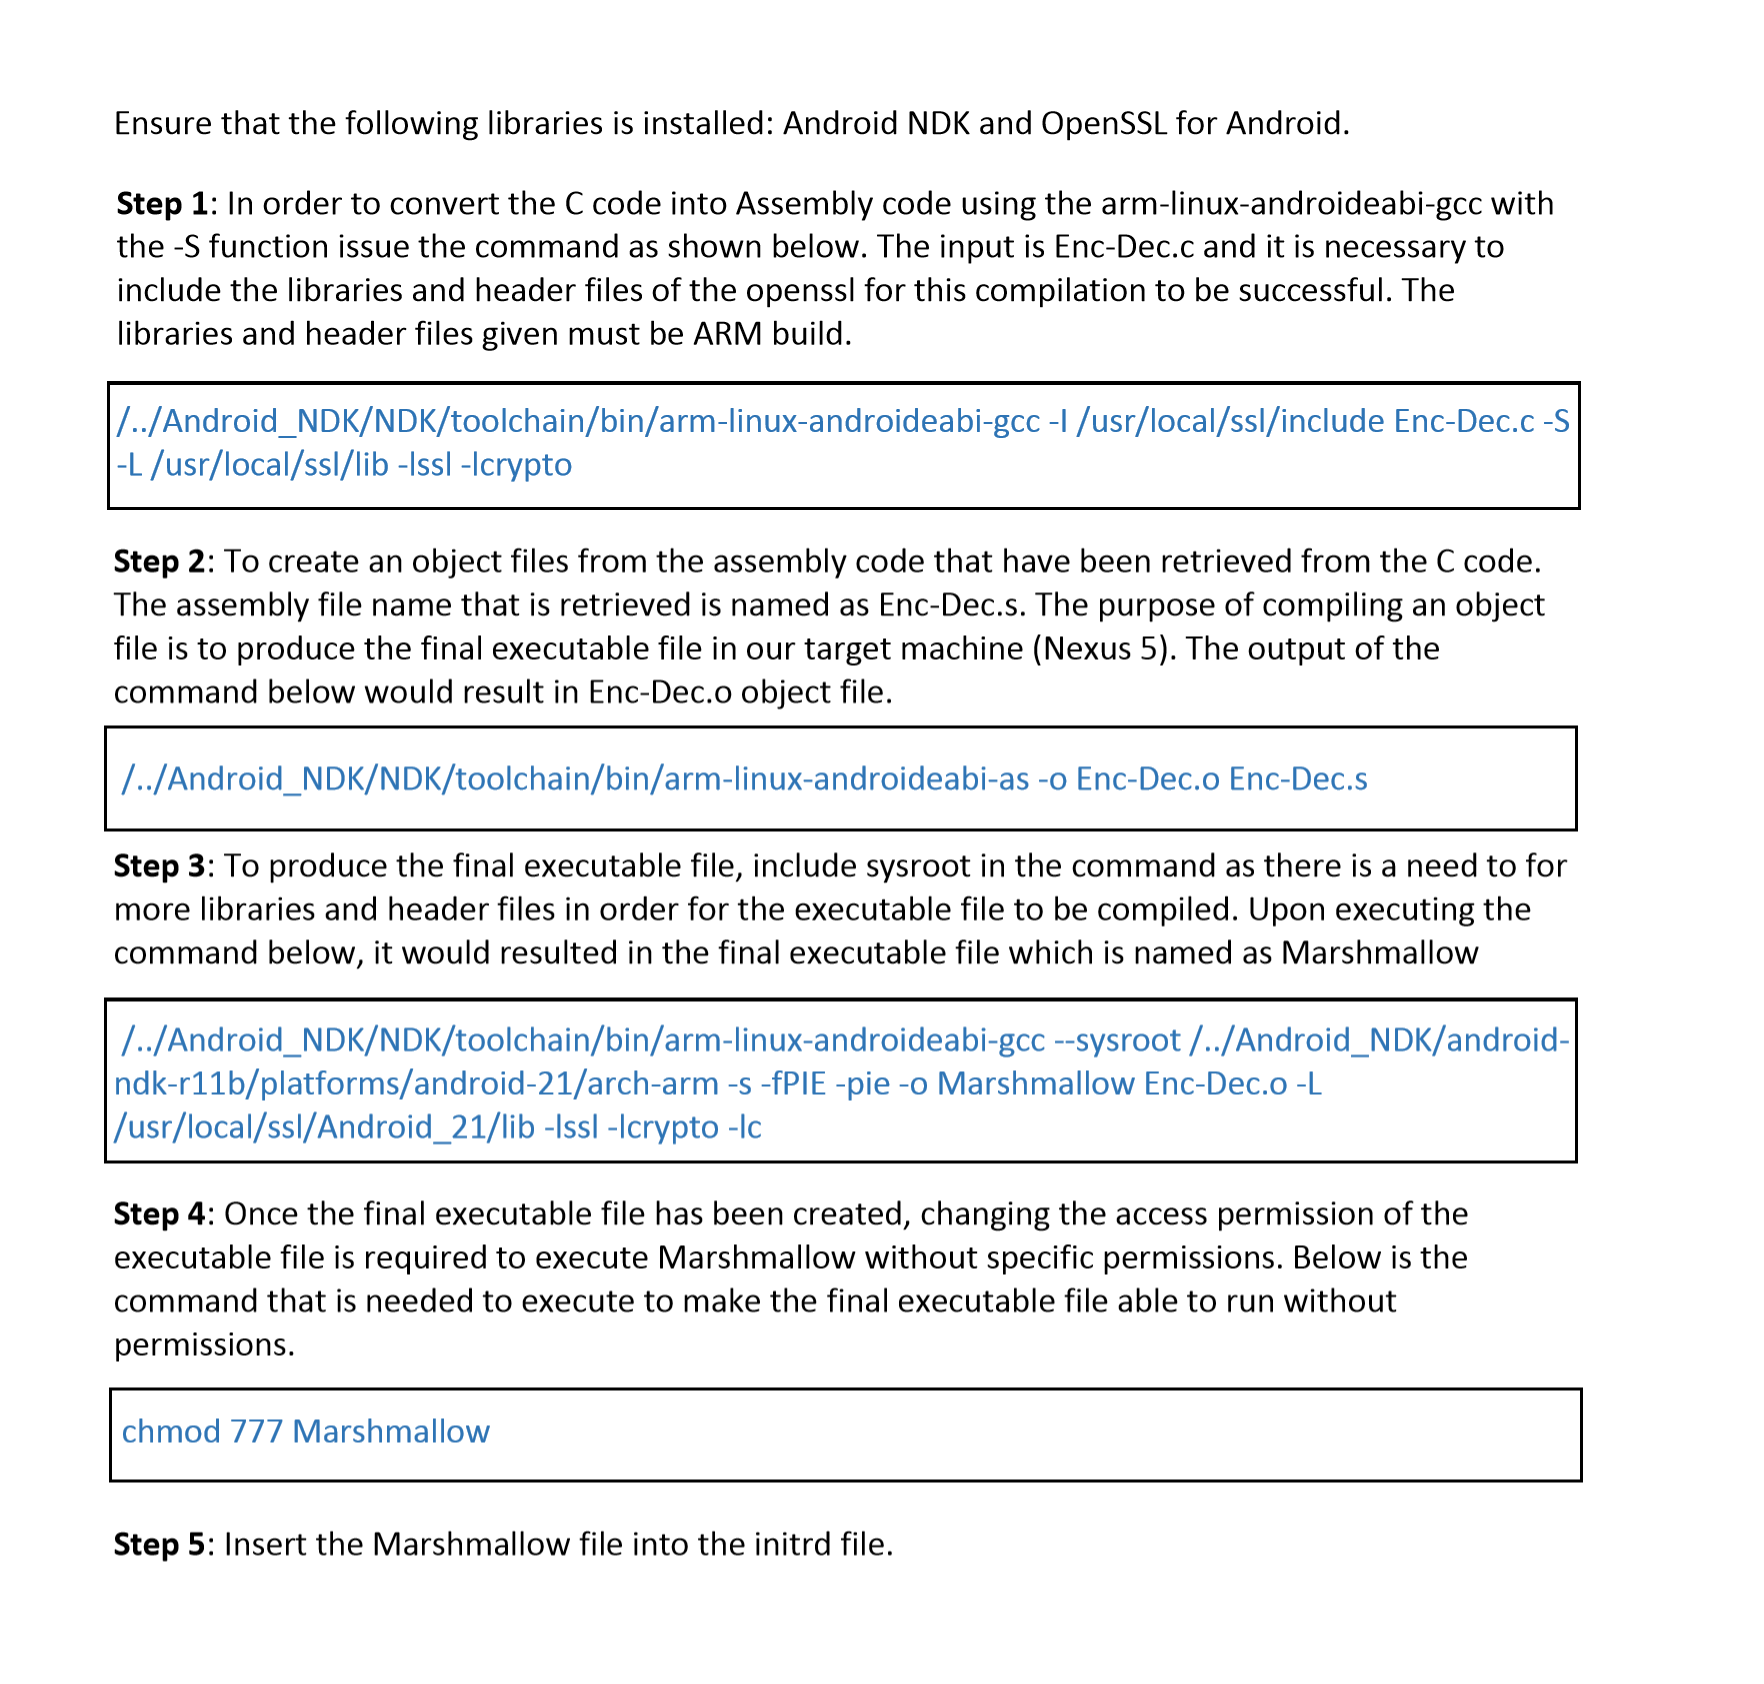 Ensure that the following libraries is installed: Android NDK and OpenSSL for Android.
Step 1: In order to convert the C code into Assembly code using the arm-linux-androideabi-gcc with
the -S function issue the command as shown below. The input is Enc-Dec.c and it is necessary to
include the libraries and header files of the openssl for this compilation to be successful. The
libraries and header files given must be ARM build.
/../Android_NDK/NDK/toolchain/bin/arm-linux-androideabi-gcc -I /usr/local/ssl/include Enc-Dec.c -S
-L /usr/local/ssl/lib -lssl -lcrypto
Step 2: To create an object files from the assembly code that have been retrieved from the C code.
The assembly file name that is retrieved is named as Enc-Dec.s. The purpose of compiling an object
file is to produce the final executable file in our target machine (Nexus 5). The output of the
command below would result in Enc-Dec.o object file.
/../Android_NDK/NDK/toolchain/bin/arm-linux-androideabi-as -o Enc-Dec.o Enc-Dec.s
Step 3: To produce the final executable file, include sysroot in the command as there is a need to for
more libraries and header files in order for the executable file to be compiled. Upon executing the
command below, it would resulted in the final executable file which is named as Marshmallow
/../Android_NDK/NDK/toolchain/bin/arm-linux-androideabi-gcc --sysroot /../Android_NDK/android-
ndk-r11b/platforms/android-21/arch-arm -s -fPIE -pie -o Marshmallow Enc-Dec.o -L
/usr/local/ssl/Android_21/lib -lssl -lcrypto -lc
Step 4: Once the final executable file has been created, changing the access permission of the
executable file is required to execute Marshmallow without specific permissions. Below is the
command that is needed to execute to make the final executable file able to run without
permissions.
chmod 777 Marshmallow
Step 5: Insert the Marshmallow file into the initrd file.